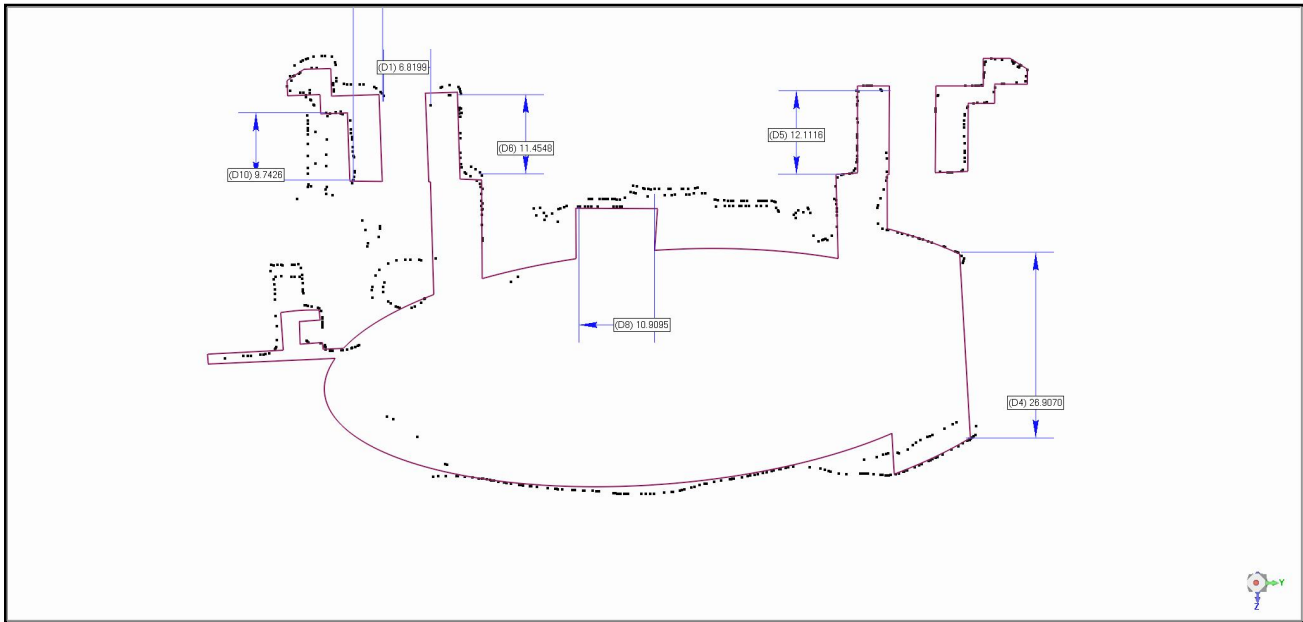 (D1) 6.8199
(D6) 11.4548
(D5) 12.1116
(D10) 9.7426
(D8) 10.9095
(D4) 26.9070
Y
Z